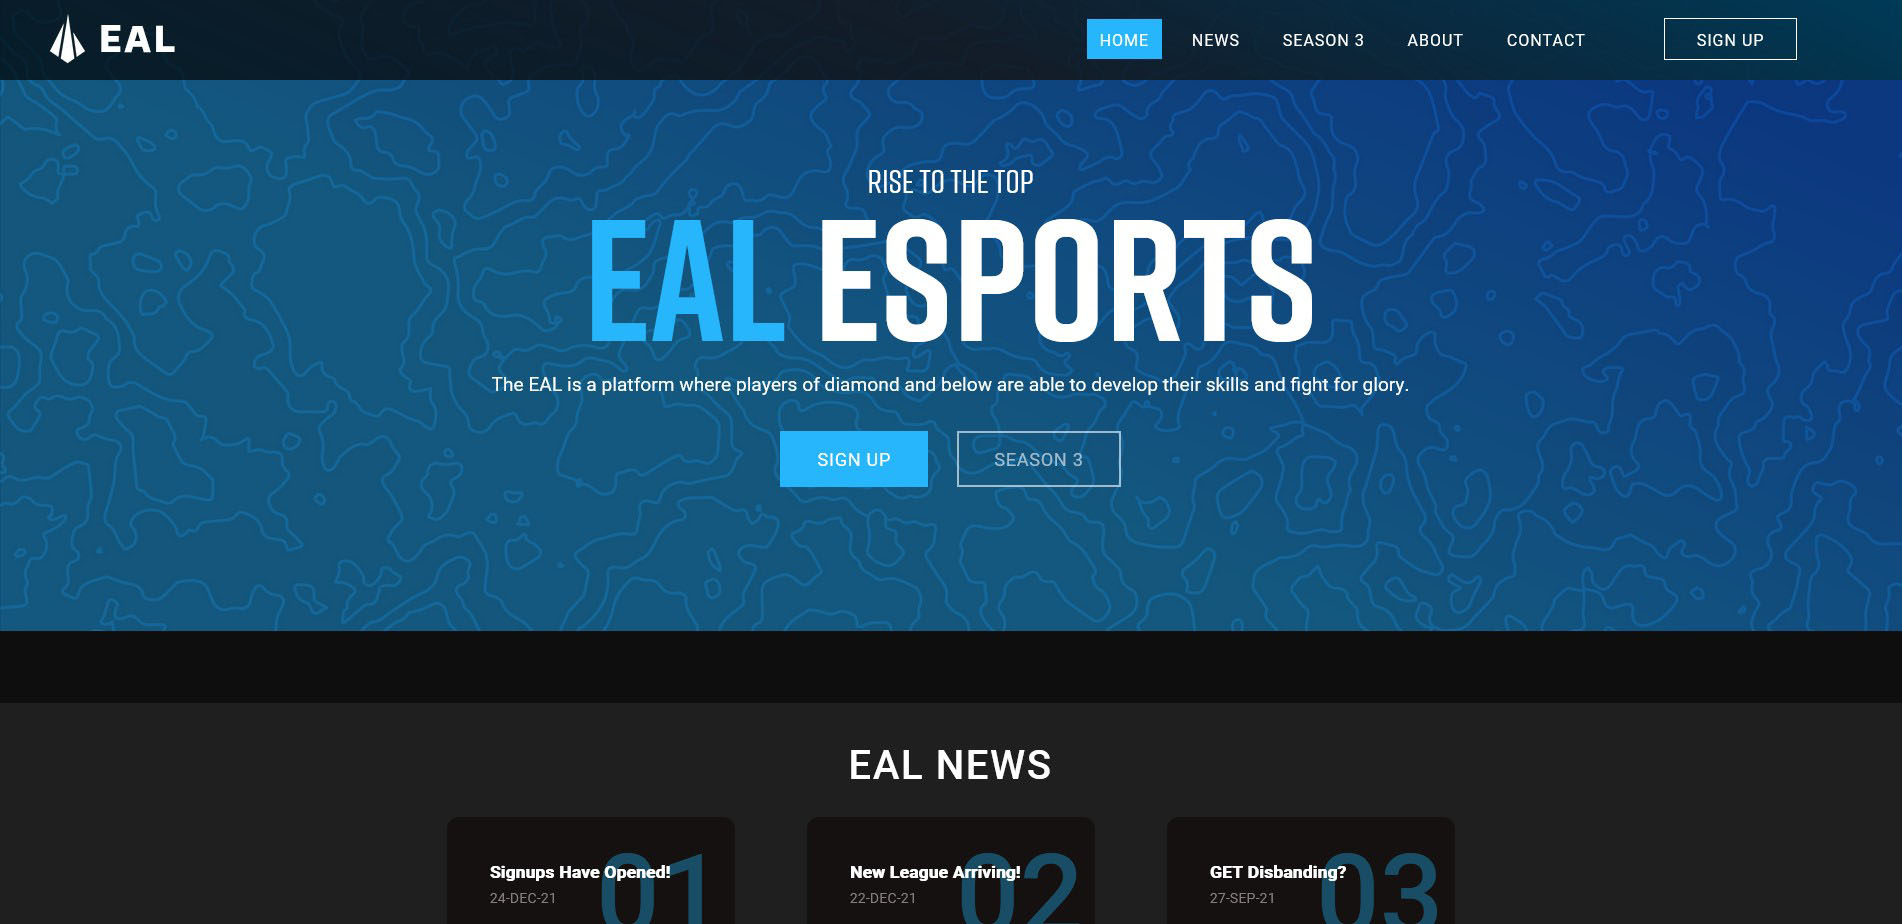 EAL
HOME NEWS SEASON 3 ABOUT CONTACT SIGN UP
RISE TO THE TOP
EAL ESPORTS
The EAL is a platform where players of diamond and below are able to develop their skills and fight for glory.
SIGN UP SEASON 3
EAL NEWS
01
Signups Have Opened!
24-DEC-21
02
New League Arriving!
22-DEC-21
03
GET Disbanding?
27-SEP-21